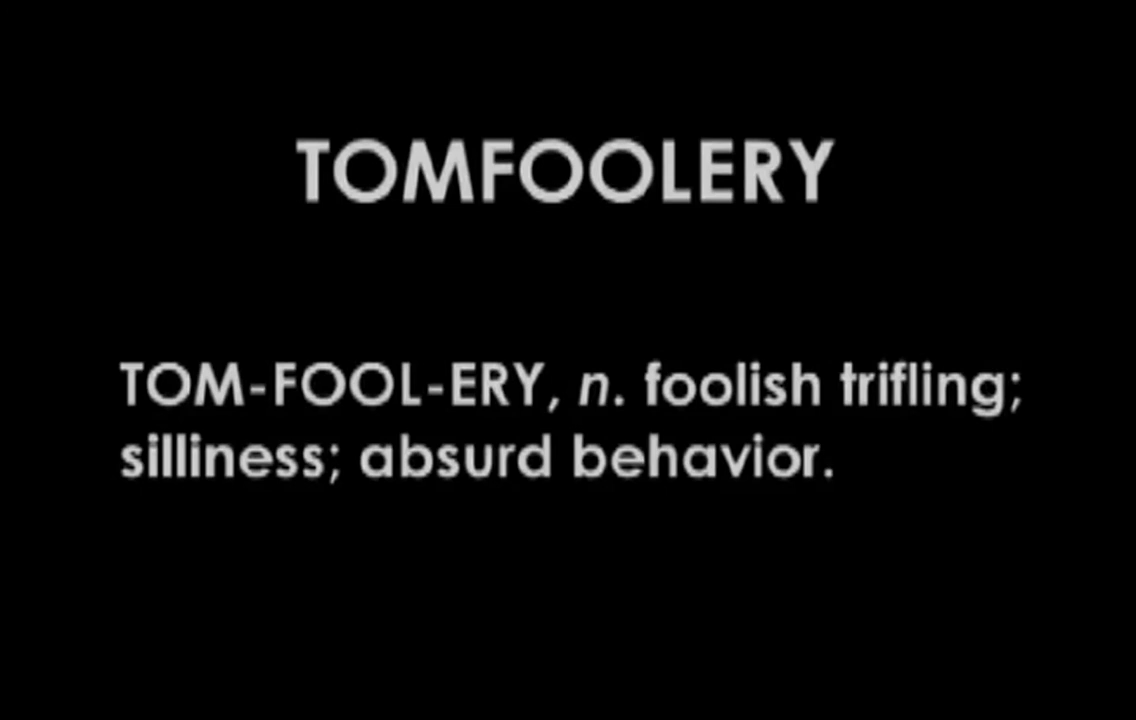 TOMFOOLERY
TOM-FOOL-ERY, n. foolish trifling;
silliness; absurd behavior.